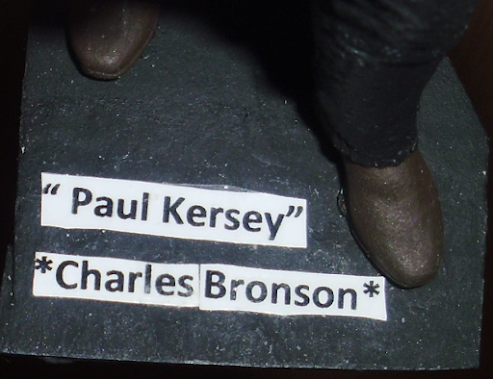 “ Paul Kersey”
*Charles Bronson*